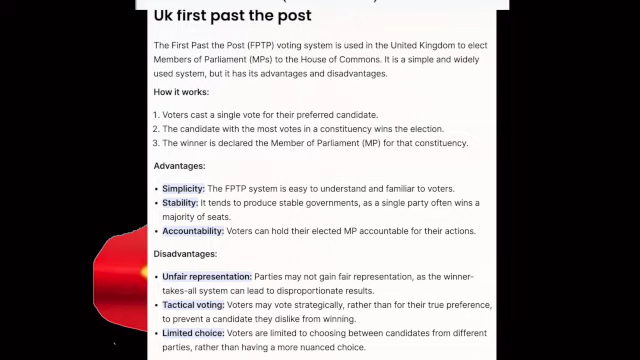 Uk first past the post
The First Past the Post (FPTP) voting system is used in the United Kingdom to elect
Members of Parliament (MPs) to the House of Commons. It is a simple and widely
used system, but it has its advantages and disadvantages.
How it works:
1. Voters cast a single vote for their preferred candidate.
2. The candidate with the most votes in a constituency wins the election.
3. The winner is declared the Member of Parliament (MP) for that constituency.
Advantages:
• Simplicity: The FPTP system is easy to understand and familiar to voters.
• Stability: It tends to produce stable governments, as a single party often wins a
majority of seats.
• Accountability: Voters can hold their elected MP accountable for their actions.
Disadvantages:
• Unfair representation: Parties may not gain fair representation, as the winner-
takes-all system can lead to disproportionate results.
• Tactical voting: Voters may vote strategically, rather than for their true preference,
to prevent a candidate they dislike from winning.
• Limited choice: Voters are limited to choosing between candidates from different
parties, rather than having a more nuanced choice.